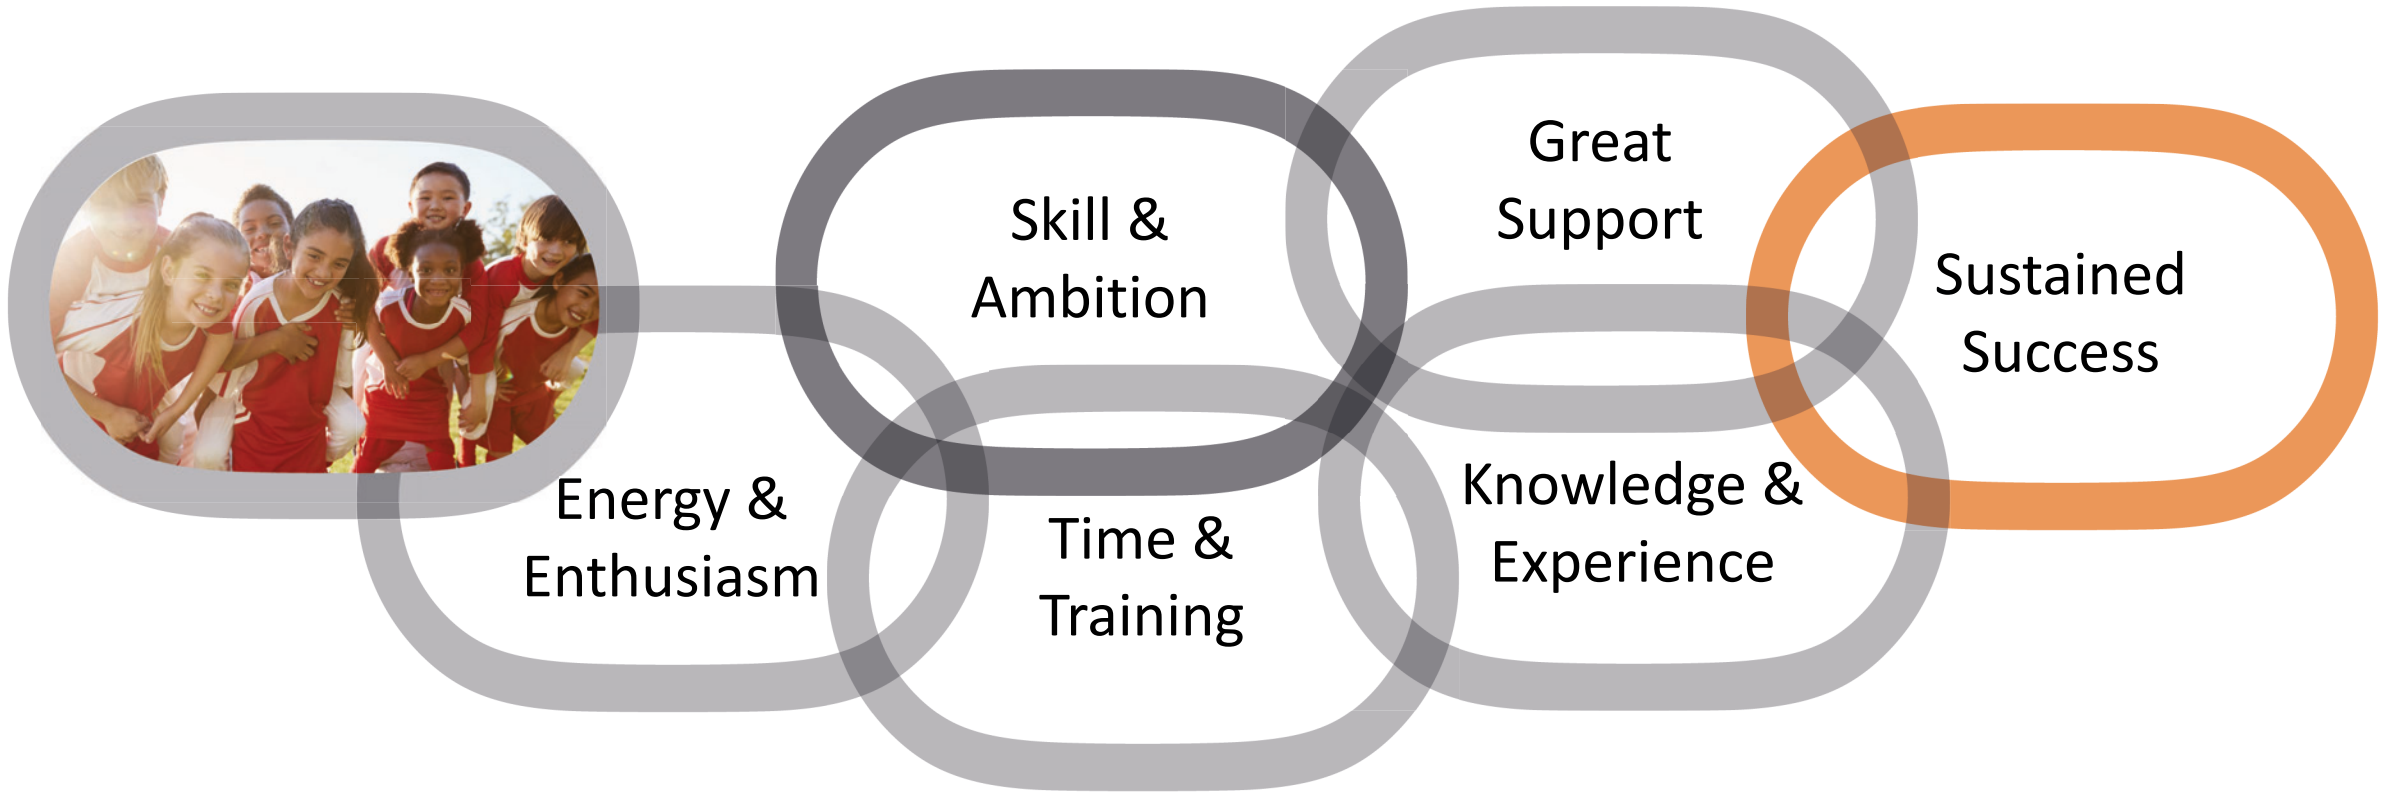 Energy &
Enthusiasm
Skill &
Ambition
Time &
Training
Great
Support
Knowledge &
Experience
Sustained
Success